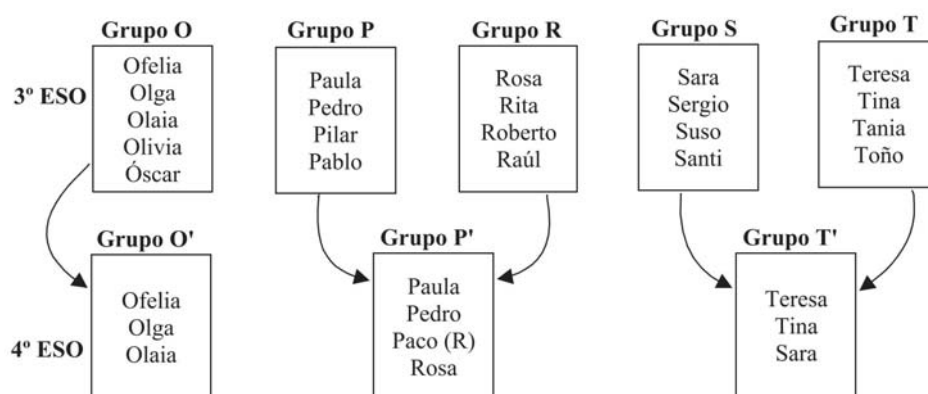 Grupo O
Grupo P
Grupo R
Grupo S
Grupo T
3º ESO
Ofelia
Olga
Olaia
Olivia
Óscar
Paula
Pedro
Pilar
Pablo
Rosa
Rita
Roberto
Raúl
Sara
Sergio
Suso
Santi
Teresa
Tina
Tania
Toño
Grupo O'
Grupo P'
Grupo T'
4º ESO
Ofelia
Olga
Olaia
Paula
Pedro
Paco (R)
Rosa
Teresa
Tina
Sara